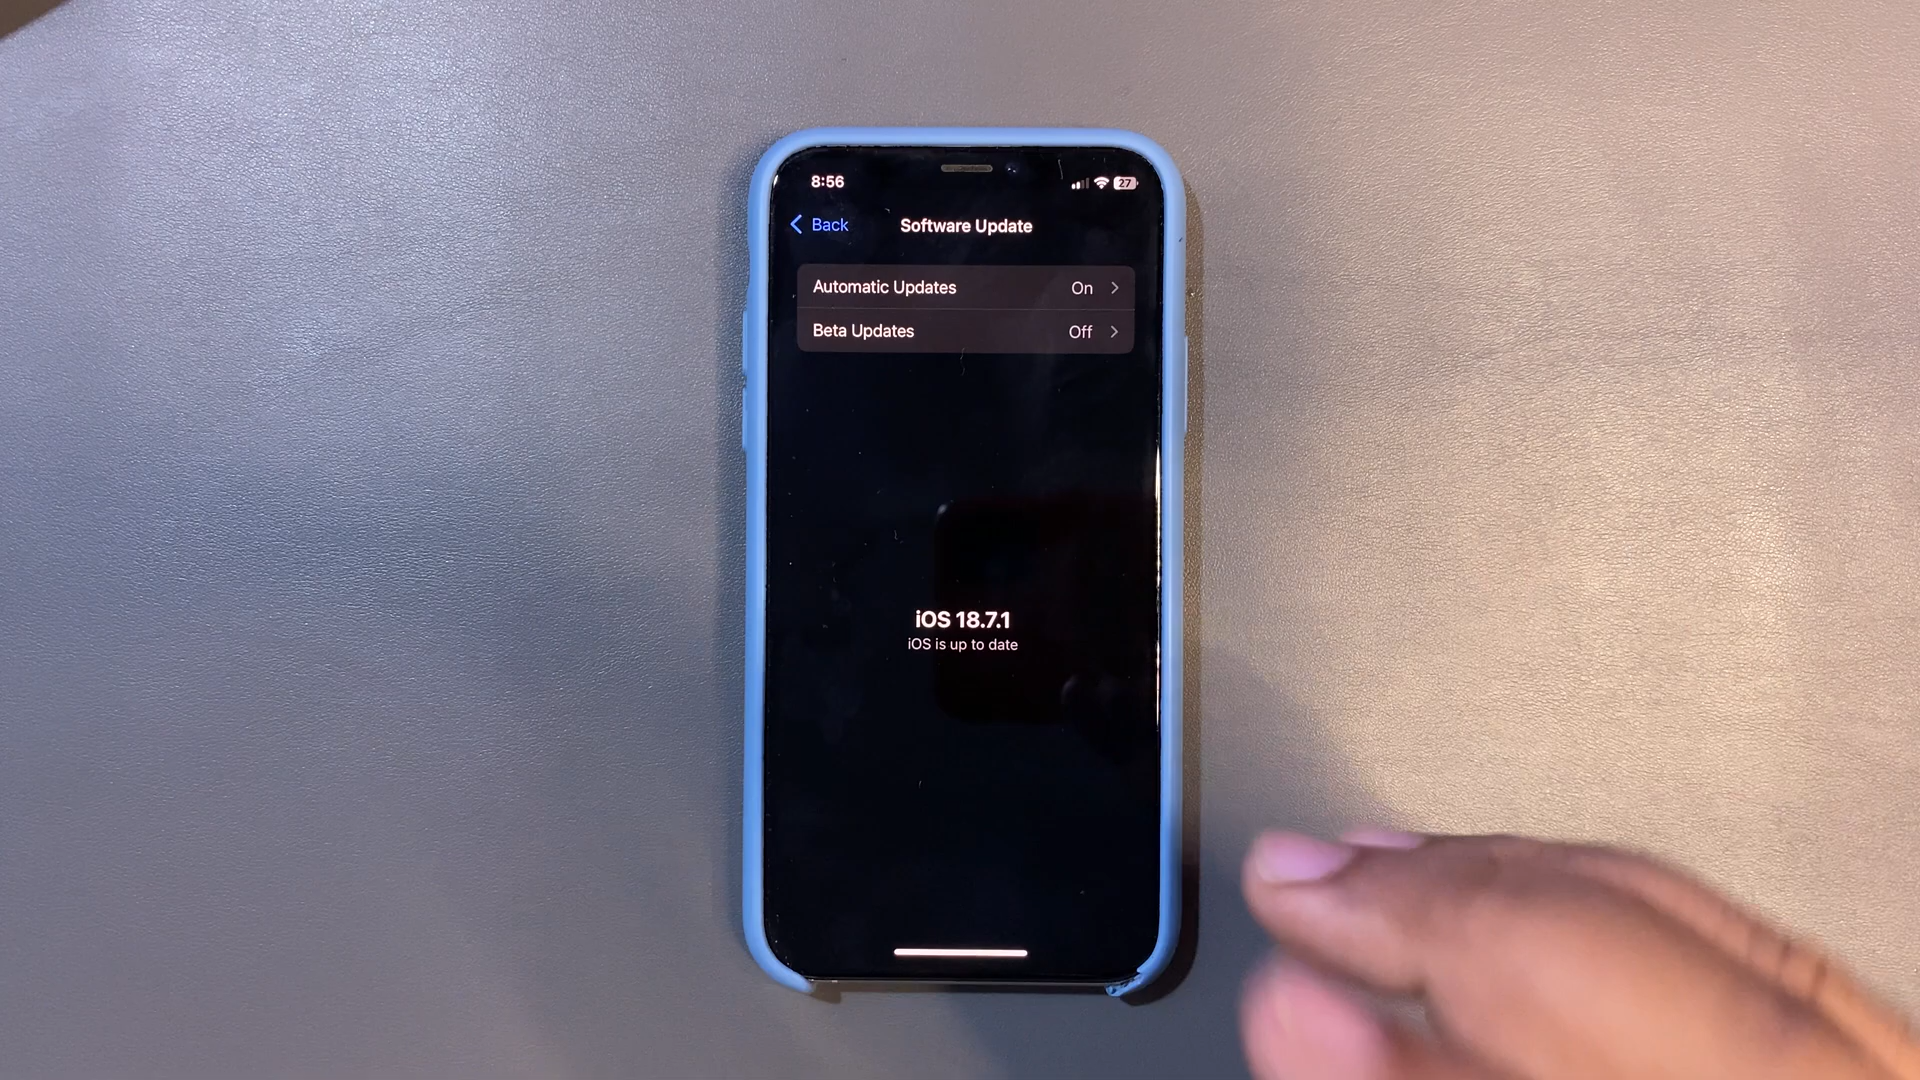 8:56
27
Back
Software Update
Automatic Updates On
Beta Updates Off
iOS 18.7.1
iOS is up to date